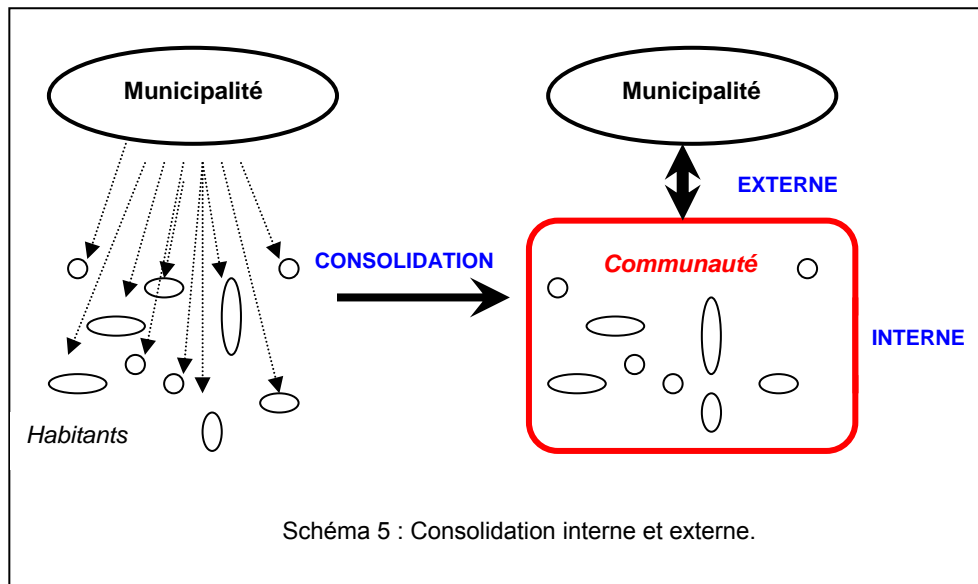 Municipalité
Municipalité
EXTERNE
CONSOLIDATION
Communauté
INTERNE
Habitants
Schéma 5 : Consolidation interne et externe.